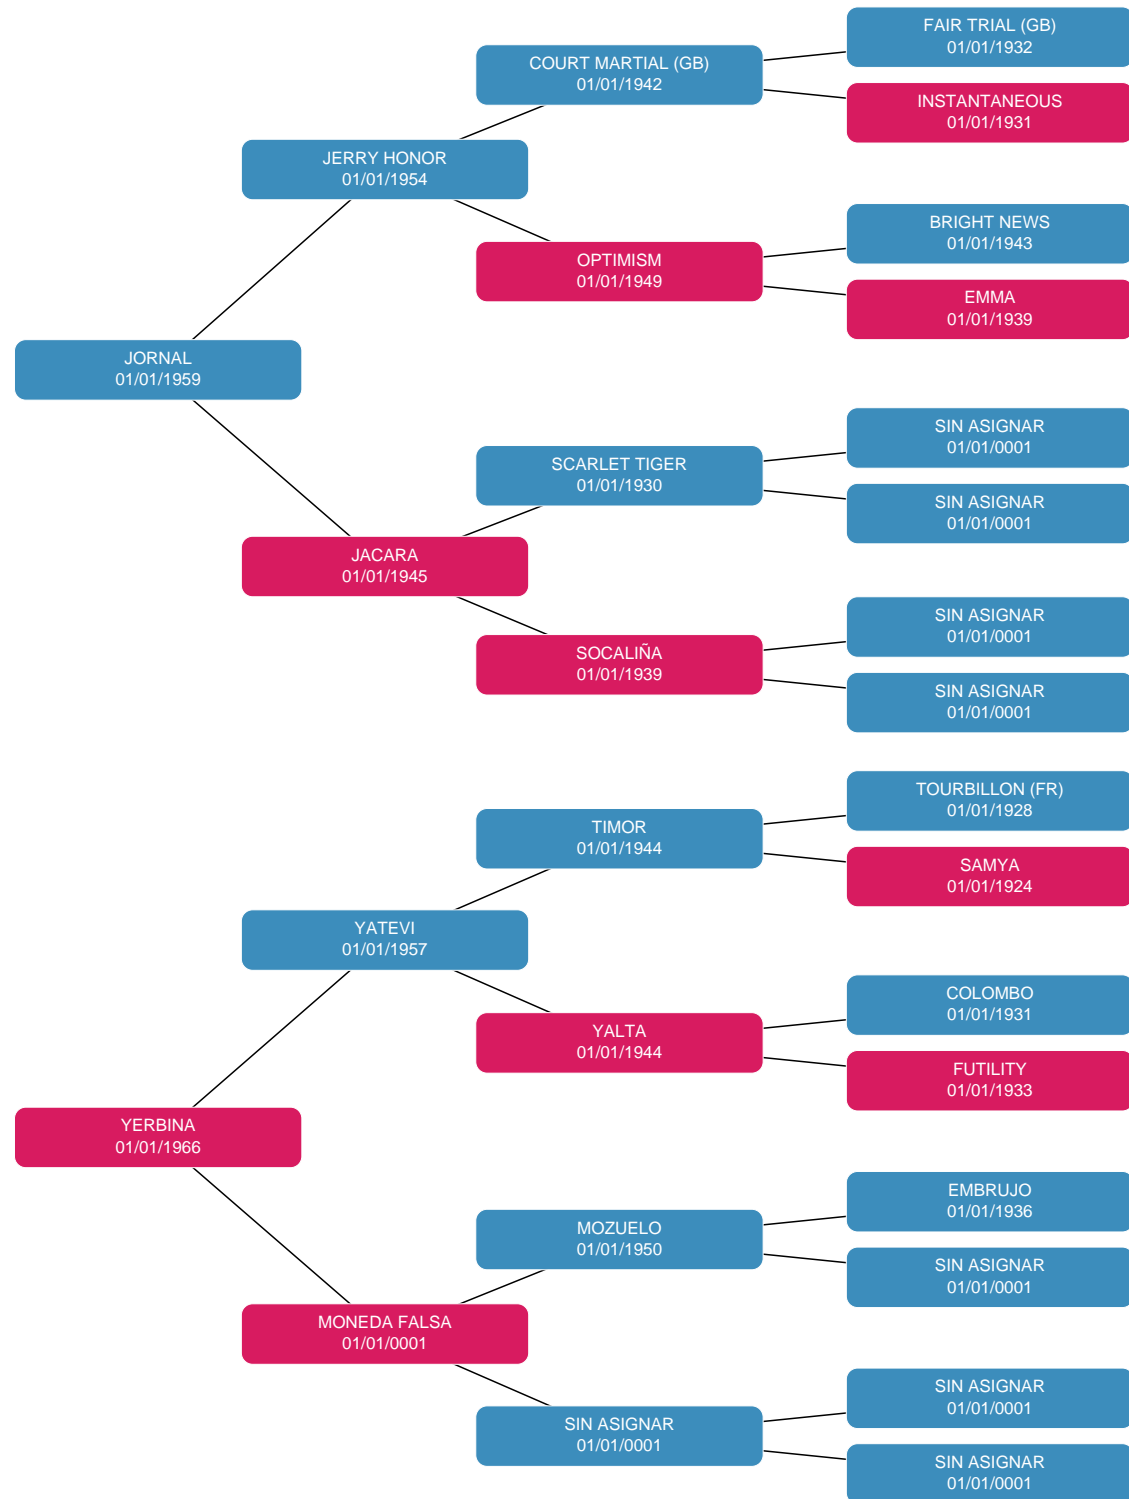 FAIR TRIAL (GB)
01/01/1932
COURT MARTIAL (GB)
01/01/1942
INSTANTANEOUS
01/01/1931
JERRY HONOR
01/01/1954
BRIGHT NEWS
01/01/1943
OPTIMISM
01/01/1949
EMMA
01/01/1939
JORNAL
01/01/1959
SIN ASIGNAR
01/01/0001
SCARLET TIGER
01/01/1930
SIN ASIGNAR
01/01/0001
JACARA
01/01/1945
SIN ASIGNAR
01/01/0001
SOCALIÑA
01/01/1939
SIN ASIGNAR
01/01/0001
TOURBILLON (FR)
01/01/1928
TIMOR
01/01/1944
SAMYA
01/01/1924
YATEVI
01/01/1957
COLOMBO
01/01/1931
YALTA
01/01/1944
FUTILITY
01/01/1933
YERBINA
01/01/1966
EMBRUJO
01/01/1936
MOZUELO
01/01/1950
SIN ASIGNAR
01/01/0001
MONEDA FALSA
01/01/0001
SIN ASIGNAR
01/01/0001
SIN ASIGNAR
01/01/0001
SIN ASIGNAR
01/01/0001